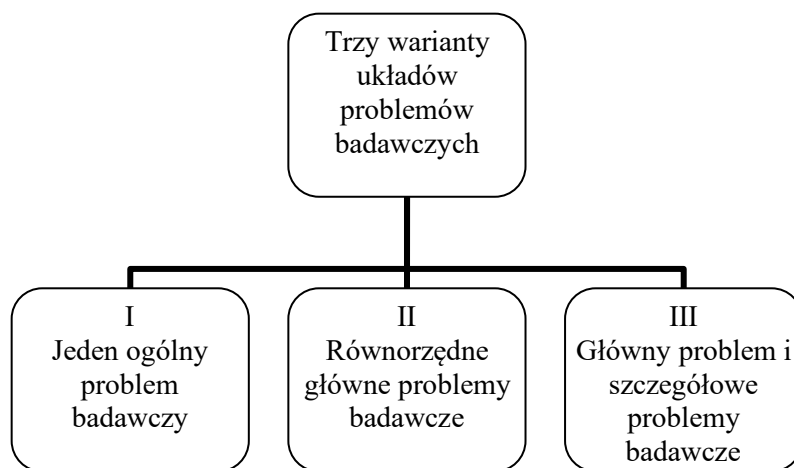 Trzy warianty
układów
problemów
badawczych
I
Jeden ogólny
problem
badawczy
II
Równorzędne
główne problemy
badawcze
III
Główny problem i
szczegółowe
problemy
badawcze